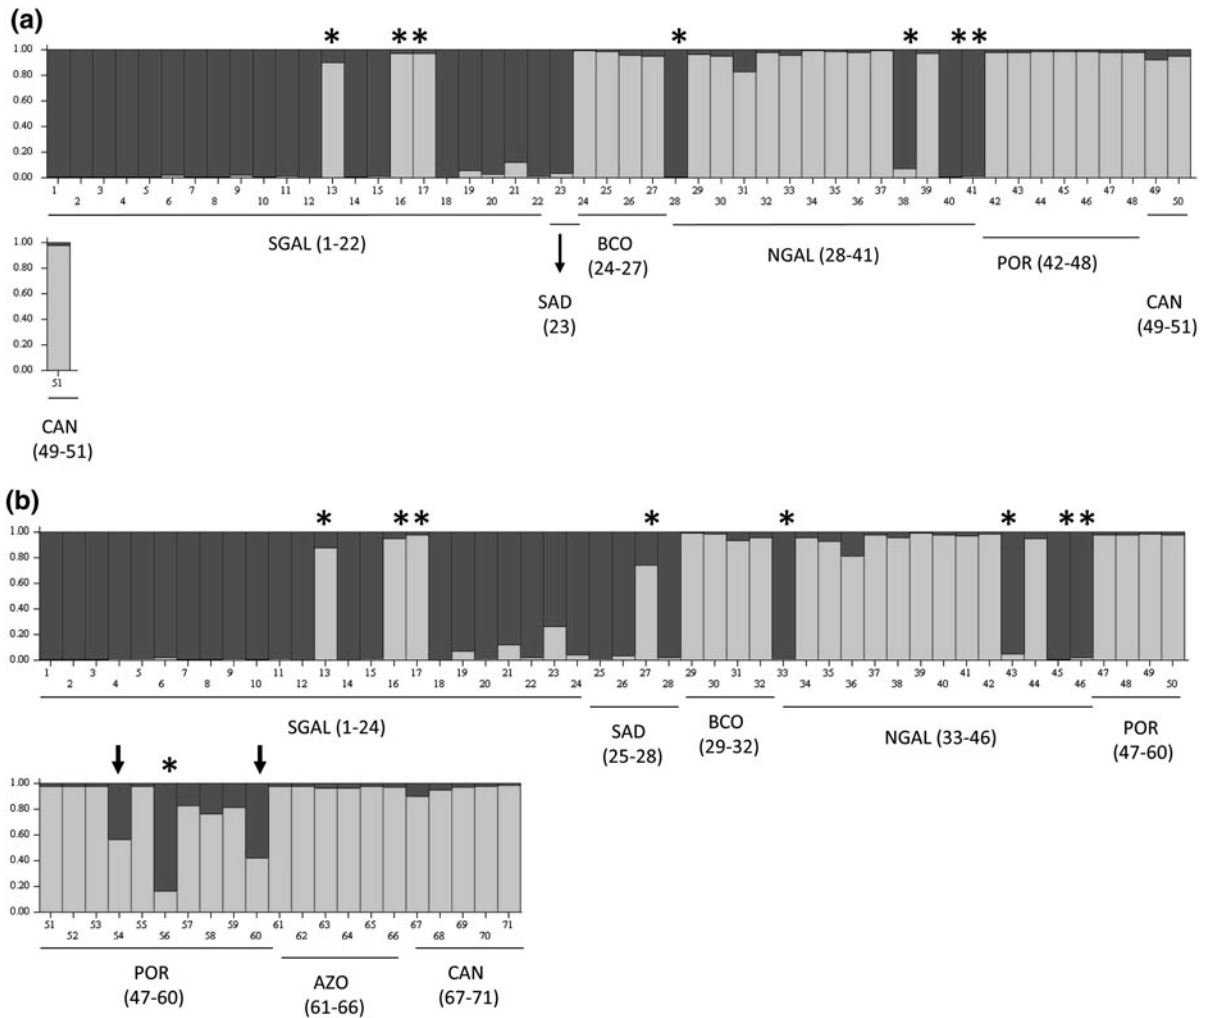 (a)
* * * * * * *
1.00
0.80
0.60
0.40
0.20
0.00
1 3 5 7 9 11 13 15 17 19 21 23 25 27 29 31 33 35 37 39 41 43 45 47 49
2 4 6 8 10 12 14 16 18 20 22 24 26 28 30 32 34 36 38 40 42 44 46 48 50
SGAL (1-22)
BCO
(24-27)
NGAL (28-41)
POR (42-48)
SAD
(23)
CAN
(49-51)
1.00
0.80
0.60
0.40
0.20
0.00
51
CAN
(49-51)
(b)
* * * * * * * *
1.00
0.80
0.60
0.40
0.20
0.00
1 3 5 7 9 11 13 15 17 19 21 23 25 27 29 31 33 35 37 39 41 43 45 47 49
2 4 6 8 10 12 14 16 18 20 22 24 26 28 30 32 34 36 38 40 42 44 46 48 50
SGAL (1-24)
SAD
(25-28)
BCO
(29-32)
NGAL (33-46)
POR
(47-60)
*
1.00
0.80
0.60
0.40
0.20
0.00
51 53 55 57 59 61 63 65 67 69 71
52 54 56 58 60 62 64 66 68 70
POR
(47-60)
AZO
(61-66)
CAN
(67-71)